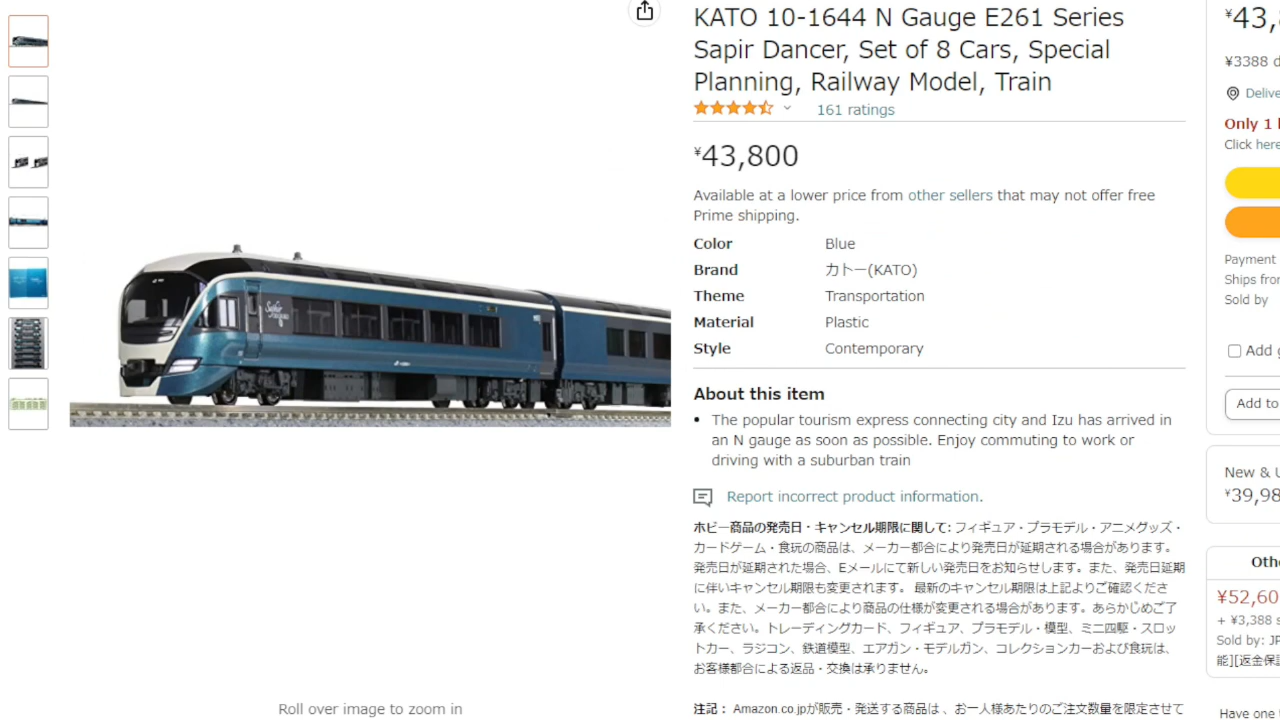 KATO 10-1644 N Gauge E261 Series
Sapir Dancer, Set of 8 Cars, Special
Planning, Railway Model, Train
161 ratings
¥43,800
Available at a lower price from other sellers that may not offer free
Prime shipping.
Color Blue
Brand カトー(KATO)
Theme Transportation
Material Plastic
Style Contemporary
About this item
• The popular tourism express connecting city and Izu has arrived in
an N gauge as soon as possible. Enjoy commuting to work or
driving with a suburban train
Report incorrect product information.
ホビー商品の発売日・キャンセル期限に関して: フィギュア・プラモデル・アニメグッズ・
カードゲーム・食玩の商品は、メーカー都合により発売日が延期される場合があります。
発売日が延期された場合、Eメールにて新しい発売日をお知らせします。また、発売日延期
に伴いキャンセル期限も変更されます。 最新のキャンセル期限は上記よりご確認くださ
い。また、メーカー都合により商品の仕様が変更される場合があります。あらかじめご了
承ください。トレーディングカード、フィギュア、プラモデル・模型、ミニ四駆・スロッ
トカー、ラジコン、鉄道模型、エアガン・モデルガン、コレクションカーおよび食玩は、
お客様都合による返品・交換は承りません。
注記： Amazon.co.jpが販売・発送する商品は 、お一人様あたりのご注文数量を限定させて
Roll over image to zoom in
¥43,
¥3388
Only 1
Click here
Payment
Ships
Sold by
Add
Add to
New &
¥39,98
¥52,60
+ ¥3,388
Sold by:
能][返金保
Have one